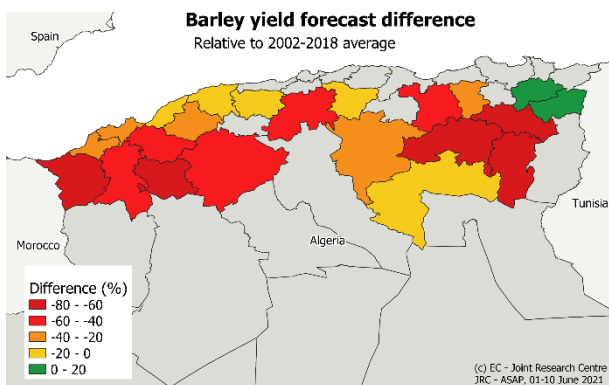 Barley yield forecast difference
Relative to 2002-2018 average
Spain
Tunisia
Morocco
Algeria
Difference (%)
-80 - -60
-60 - -40
-40 - -20
-20 - 0
0 - 20
(c) EC - Joint Research Centre
JRC - ASAP, 01-10 June 2021